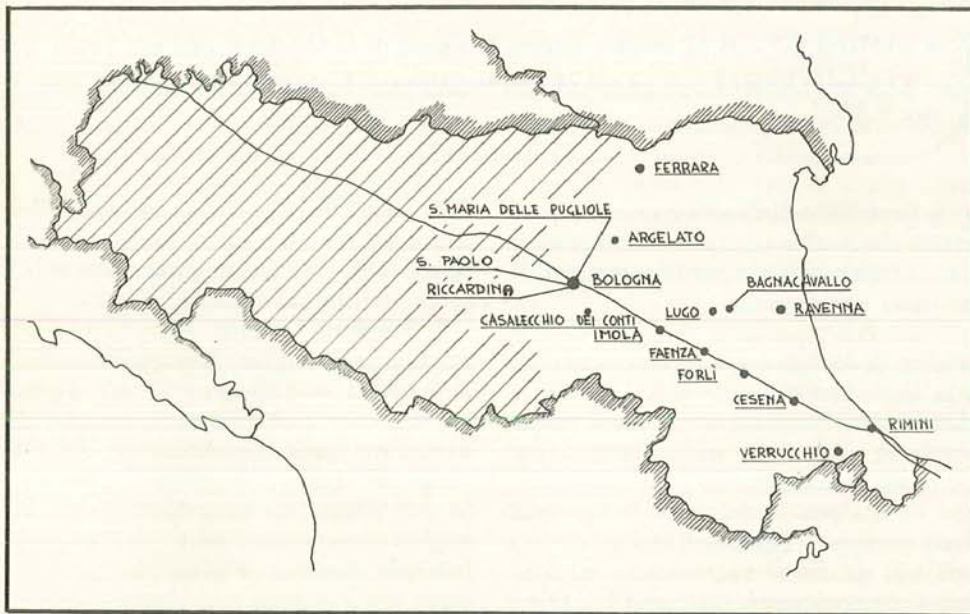 FERRARA
S. MARIA DELLE PUGLIOLE
ARGELATO
S. PAOLO
BOLOGNA
RICCARDINA
BAGNACAVALLO
CASALECCHIO DEI CONTI
LUGO
RAVENNA
IMOLA
FAENZA
FORLÌ
CESENA
RIMINI
VERRUCCHIO